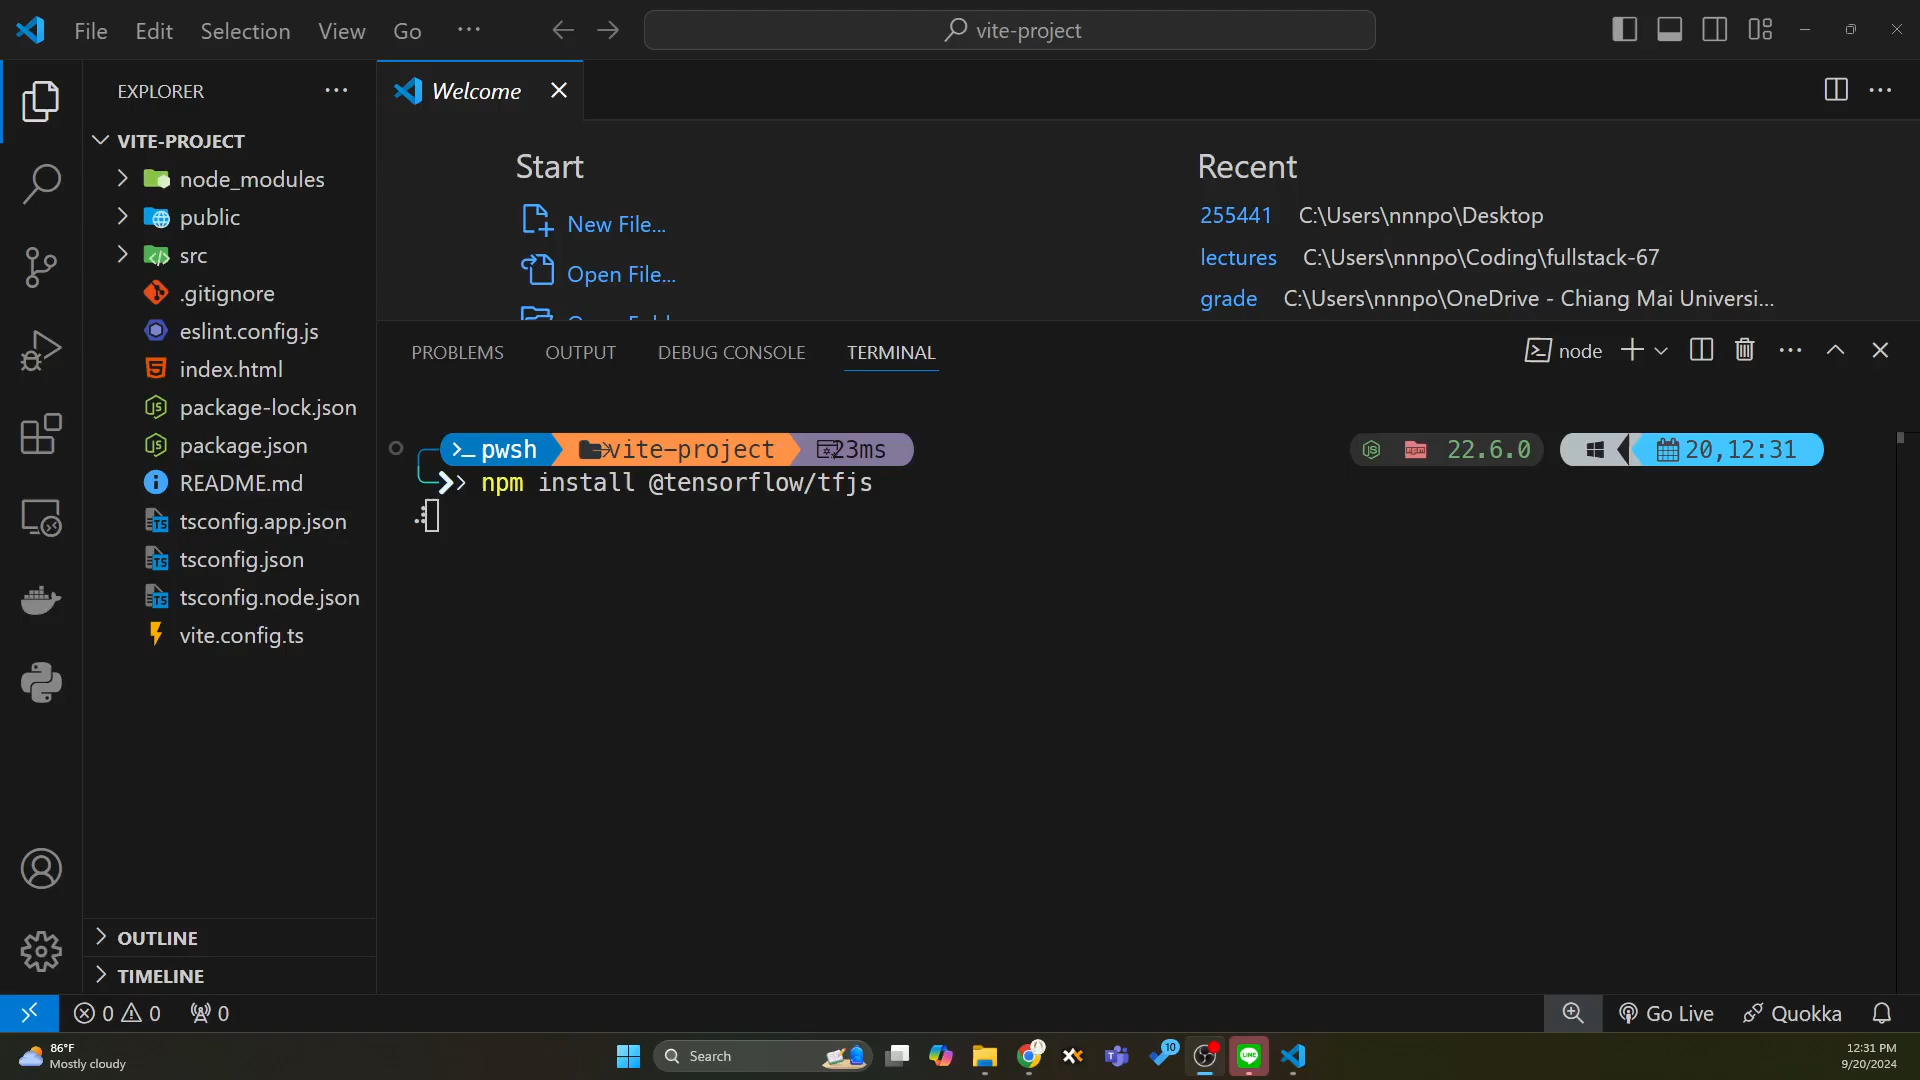 File Edit Selection View Go
vite-project
EXPLORER
Welcome
VITE-PROJECT
node_modules
public
src
.gitignore
eslint.config.js
index.html
package-lock.json
package.json
README.md
tsconfig.app.json
tsconfig.json
tsconfig.node.json
vite.config.ts
OUTLINE
TIMELINE
Start
New File...
Open File...
Recent
255441 C:\Users\nnnpo\Desktop
lectures C:\Users\nnnpo\Coding\fullstack-67
grade C:\Users\nnnpo\OneDrive - Chiang Mai Universi...
PROBLEMS OUTPUT DEBUG CONSOLE TERMINAL
node
pwsh vite-project 23ms 22.6.0 20,12:31
npm install @tensorflow/tfjs
0 0 0
Go Live Quokka
86°F
Mostly cloudy
Search
10
LINE
12:31 PM
9/20/2024